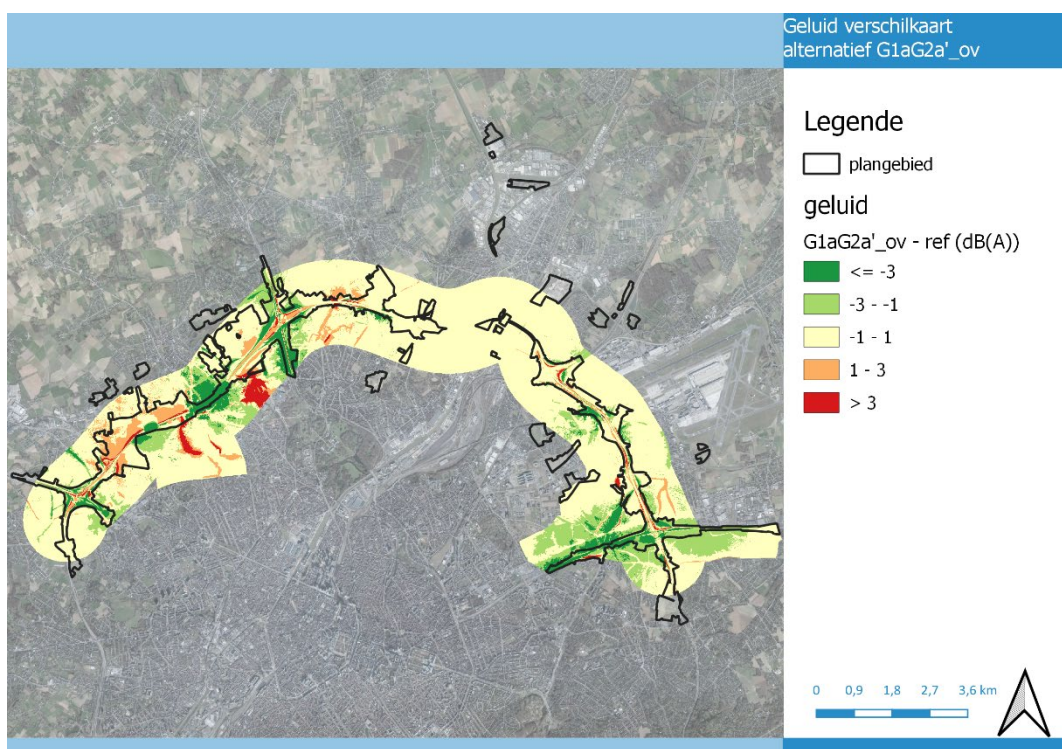 Geluid verschilkaart
alternatief G1aG2a'_ov
Legende
plangebied
geluid
G1aG2a'_ov - ref (dB(A))
<= -3
-3 - -1
-1 - 1
1 - 3
> 3
0 0,9 1,8 2,7 3,6 km